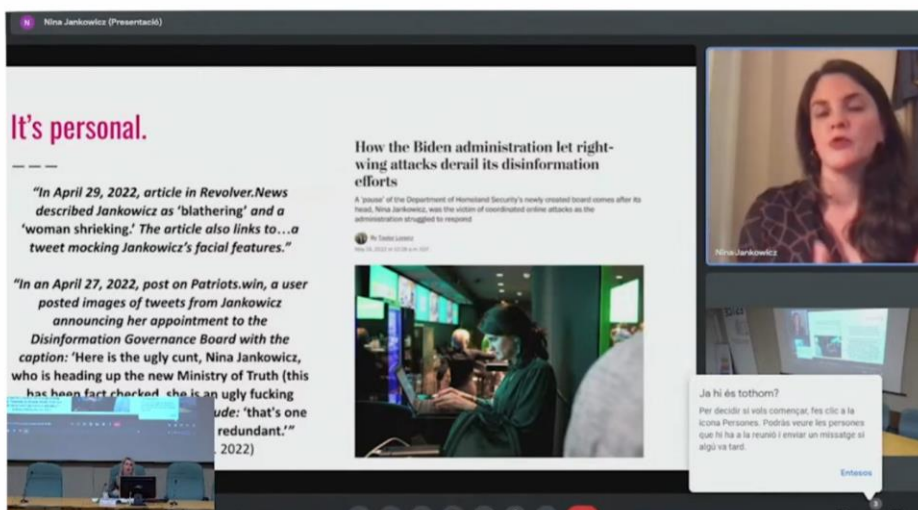 N Nina Jankowicz (Presentació)
It's personal.
"In April 29, 2022, article in Revolver.News
described Jankowicz as 'blathering' and a
'woman shrieking.' The article also links to…a
tweet mocking Jankowicz's facial features."
"In an April 27, 2022, post on Patriots.win, a user
posted images of tweets from Jankowicz
announcing her appointment to the
Disinformation Governance Board with the
caption: 'Here is the ugly cunt, Nina Jankowicz,
who is heading up the new Ministry of Truth (this
has been fact checked, she is an ugly fucking
ude: 'that's one
redundant.'"
2022)
How the Biden administration let right-
wing attacks derail its disinformation
efforts
A 'pause' of the Department of Homeland Security's newly created board comes after its
head, Nina Jankowicz, was the victim of coordinated online attacks as the
administration struggled to respond
By Taylor Lorenz
Nina Jankowicz
Ja hi és tothom?
Per decidir si vols començar, fes clic a la
icona Persones. Podràs veure les persones
que hi ha a la reunió i enviar un missatge si
algú va tard.
Entesos